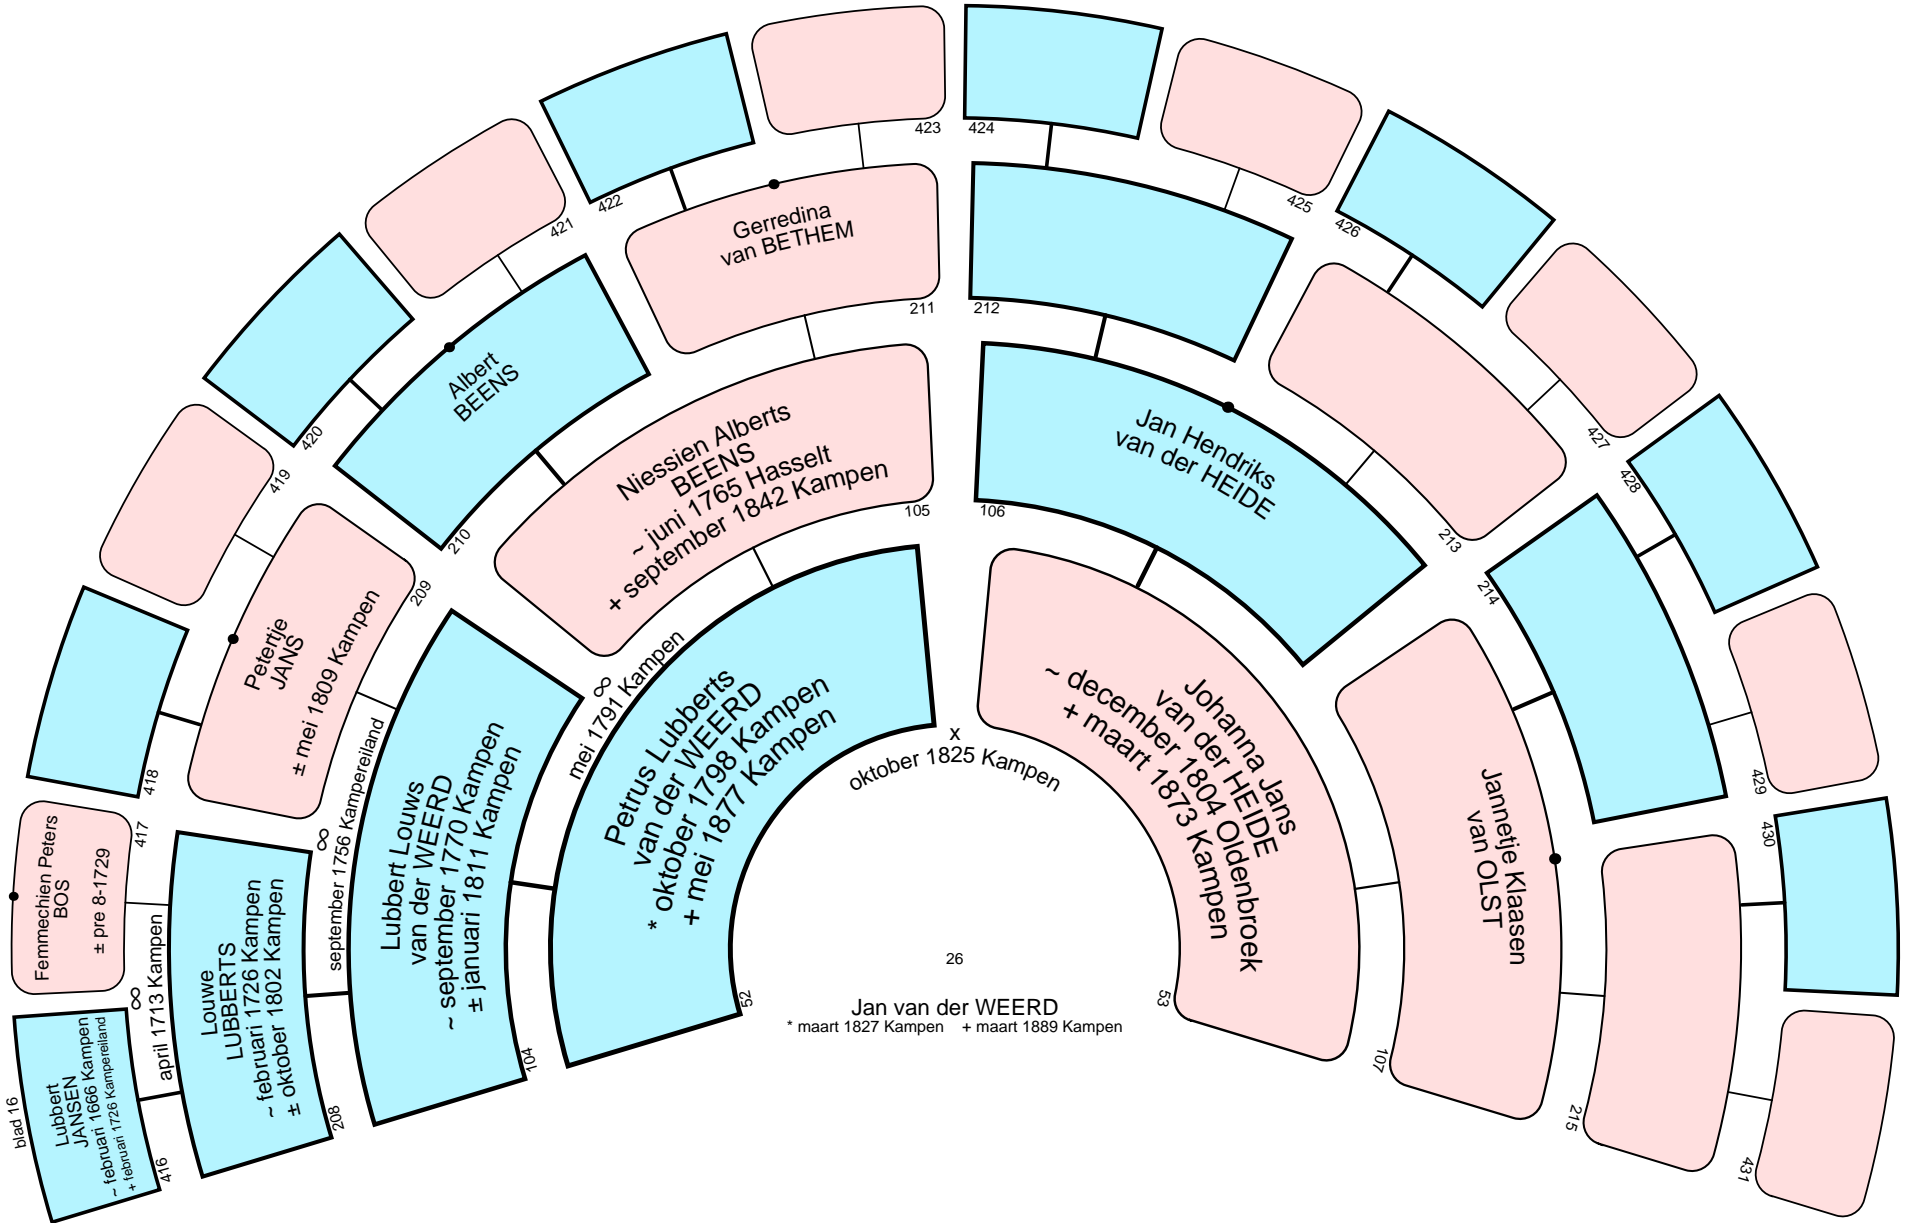 423
424
425
426
422
421
Gerredina
van BETHEM
211
212
427
428
420
419
Albert
BEENS
210
213
214
Niessien Alberts
BEENS
~ juni 1765 Hasselt
+ september 1842 Kampen
105
106
Jan Hendriks
van der HEIDE
209
Petertje
JANS
± mei 1809 Kampen
418
417
429
430
Femmechien Peters
BOS
± pre 8-1729
∞
april 1713 Kampen
Lubbert
JANSEN
~ februari 1666 Kampen
+ februari 1726 Kampereiland
blad 16
416
Louwe
LUBBERTS
~ februari 1726 Kampen
± oktober 1802 Kampen
208
∞
september 1756 Kampereiland
Lubbert Louws
van der WEERD
~ september 1770 Kampen
± januari 1811 Kampen
104
∞
mei 1791 Kampen
Petrus Lubberts
van der WEERD
* oktober 1798 Kampen
+ mei 1877 Kampen
52
x
oktober 1825 Kampen
Johanna Jans
van der HEIDE
~ december 1804 Oldenbroek
+ maart 1873 Kampen
53
Jannetje Klaasen
van OLST
107
215
431
26
Jan van der WEERD
* maart 1827 Kampen + maart 1889 Kampen